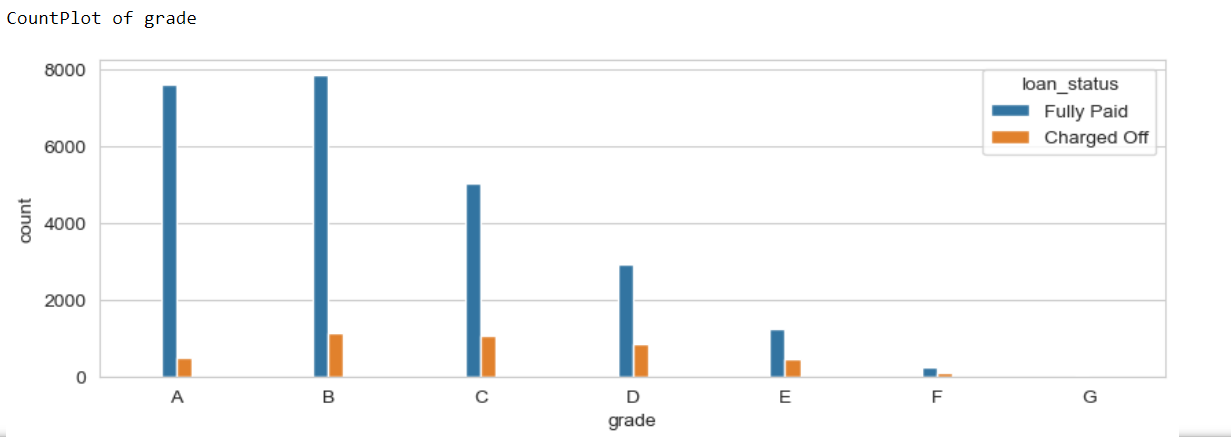 CountPlot of grade
8000
6000
4000
2000
0
count
loan_status
Fully Paid
Charged Off
A B C D E F G
grade